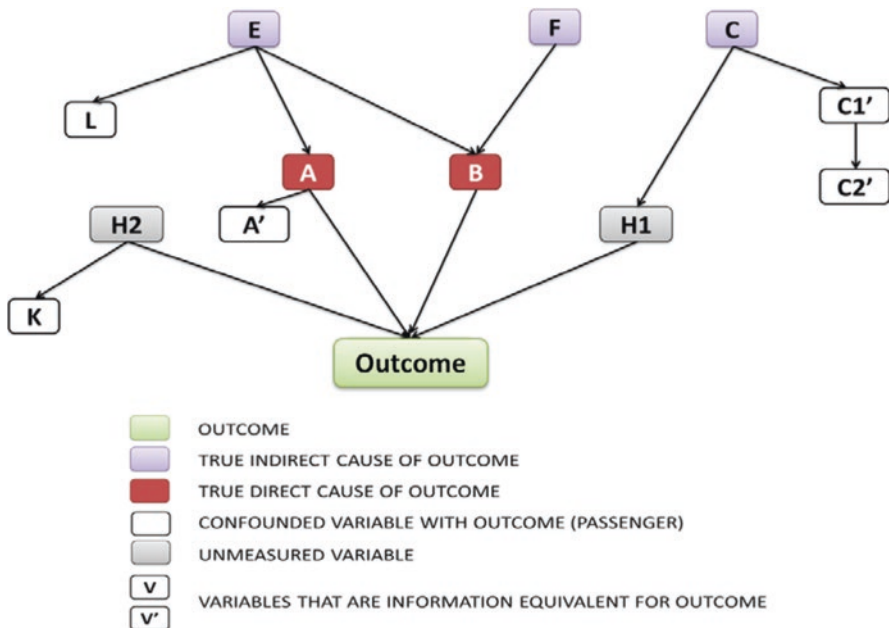 E
F
C
L
C1'
A
B
C2'
H2
A'
H1
K
Outcome
OUTCOME
TRUE INDIRECT CAUSE OF OUTCOME
TRUE DIRECT CAUSE OF OUTCOME
CONFOUNDED VARIABLE WITH OUTCOME (PASSENGER)
UNMEASURED VARIABLE
V
VARIABLES THAT ARE INFORMATION EQUIVALENT FOR OUTCOME
V'